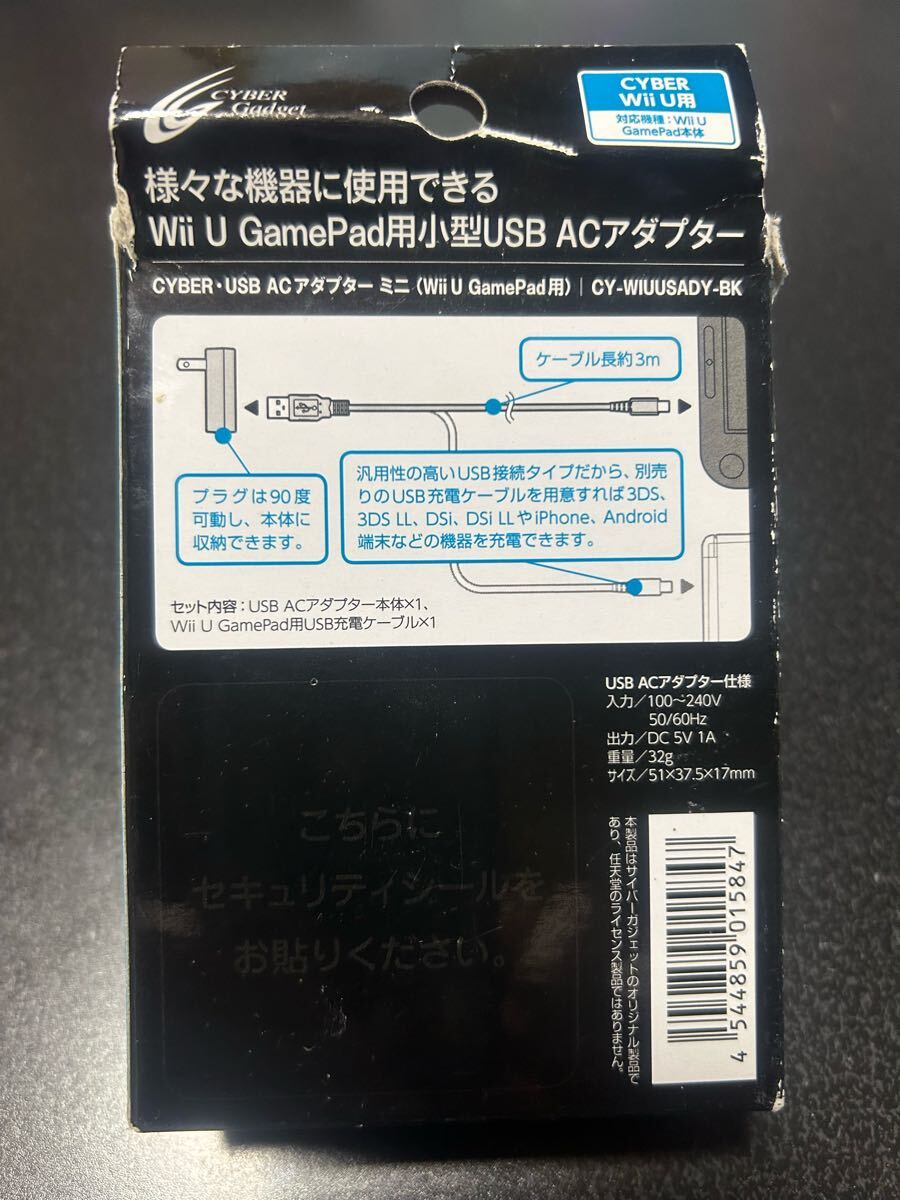 CYBER
Gadget
CYBER
Wii U用
対応機種：Wii U
GamePad本体
様々な機器に使用できる
Wii U GamePad用小型USB ACアダプター
CYBER・USB ACアダプター ミニ（Wii U GamePad用）| CY-WIUUSADY-BK
ケーブル長約3m
プラグは90度
可動し、本体に
収納できます。
汎用性の高いUSB接続タイプだから、別売
りのUSB充電ケーブルを用意すれば3DS、
3DS LL、DSi、DSi LLやiPhone、Android
端末などの機器を充電できます。
セット内容：USB ACアダプター本体×1、
Wii U GamePad用USB充電ケーブル×1
USB ACアダプター仕様
入力／100～240V
50/60Hz
出力／DC 5V 1A
重量／32g
サイズ／51×37.5×17mm
こちらに
セキュリティシールを
お貼りください。
本製品はサイバーガジェットのオリジナル製品で
あり、任天堂のライセンス製品ではありません。
4 544859 015847